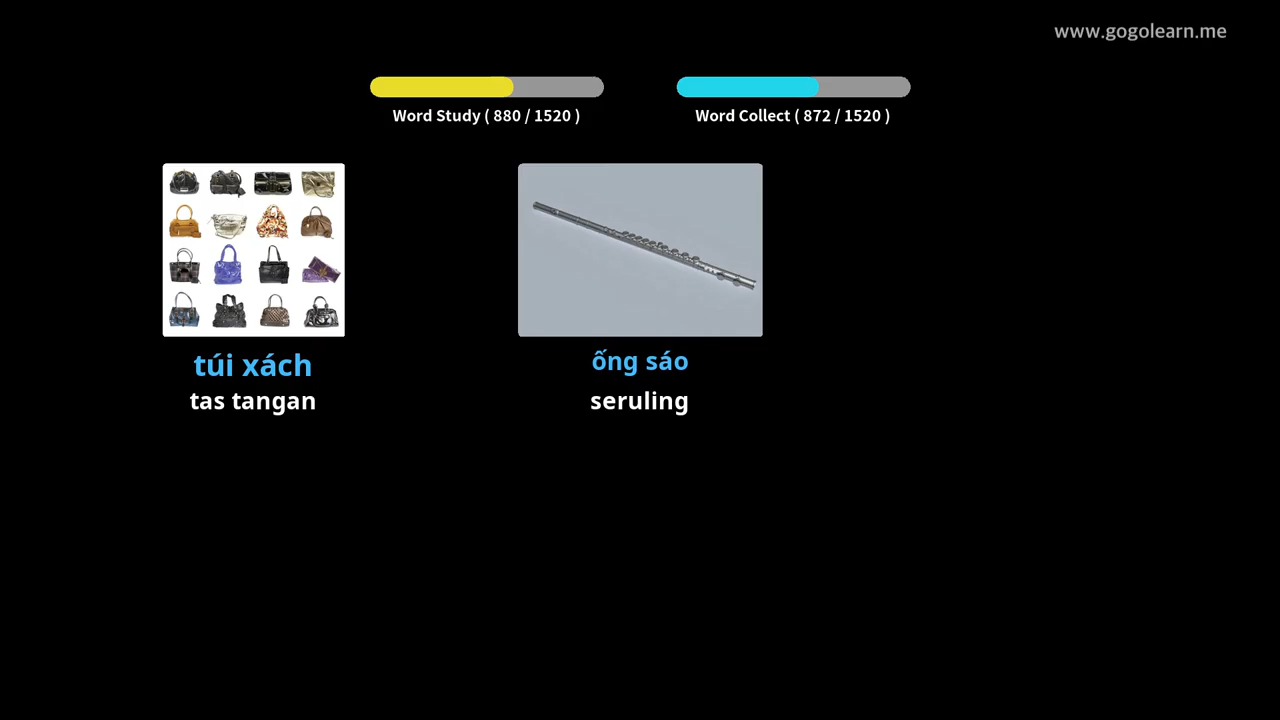 www.gogolearn.me
Word Study ( 880 / 1520 )
Word Collect ( 872 / 1520 )
túi xách
tas tangan
ống sáo
seruling